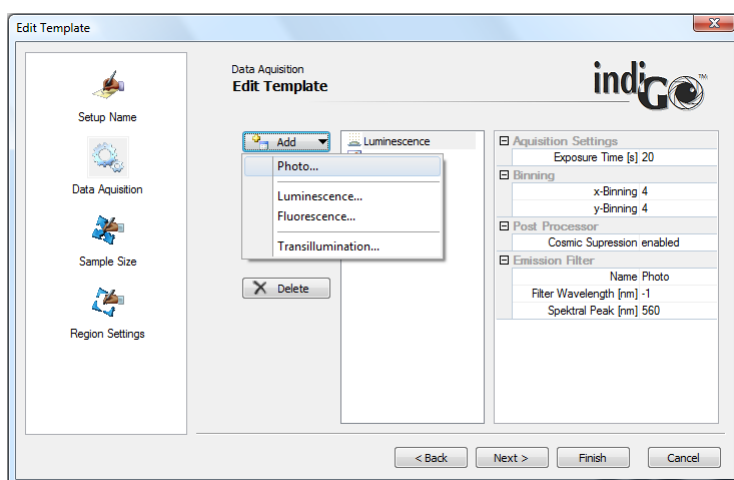 Edit Template
Data Aquisition
Edit Template
indiGo™
Setup Name
Data Aquisition
Sample Size
Region Settings
Add
Photo...
Luminescence...
Fluorescence...
Transillumination...
Delete
Luminescence
Aquisition Settings
Exposure Time [s] 20
Binning
x-Binning 4
y-Binning 4
Post Processor
Cosmic Supression enabled
Emission Filter
Name Photo
Filter Wavelength [nm] -1
Spektral Peak [nm] 560
< Back
Next >
Finish
Cancel